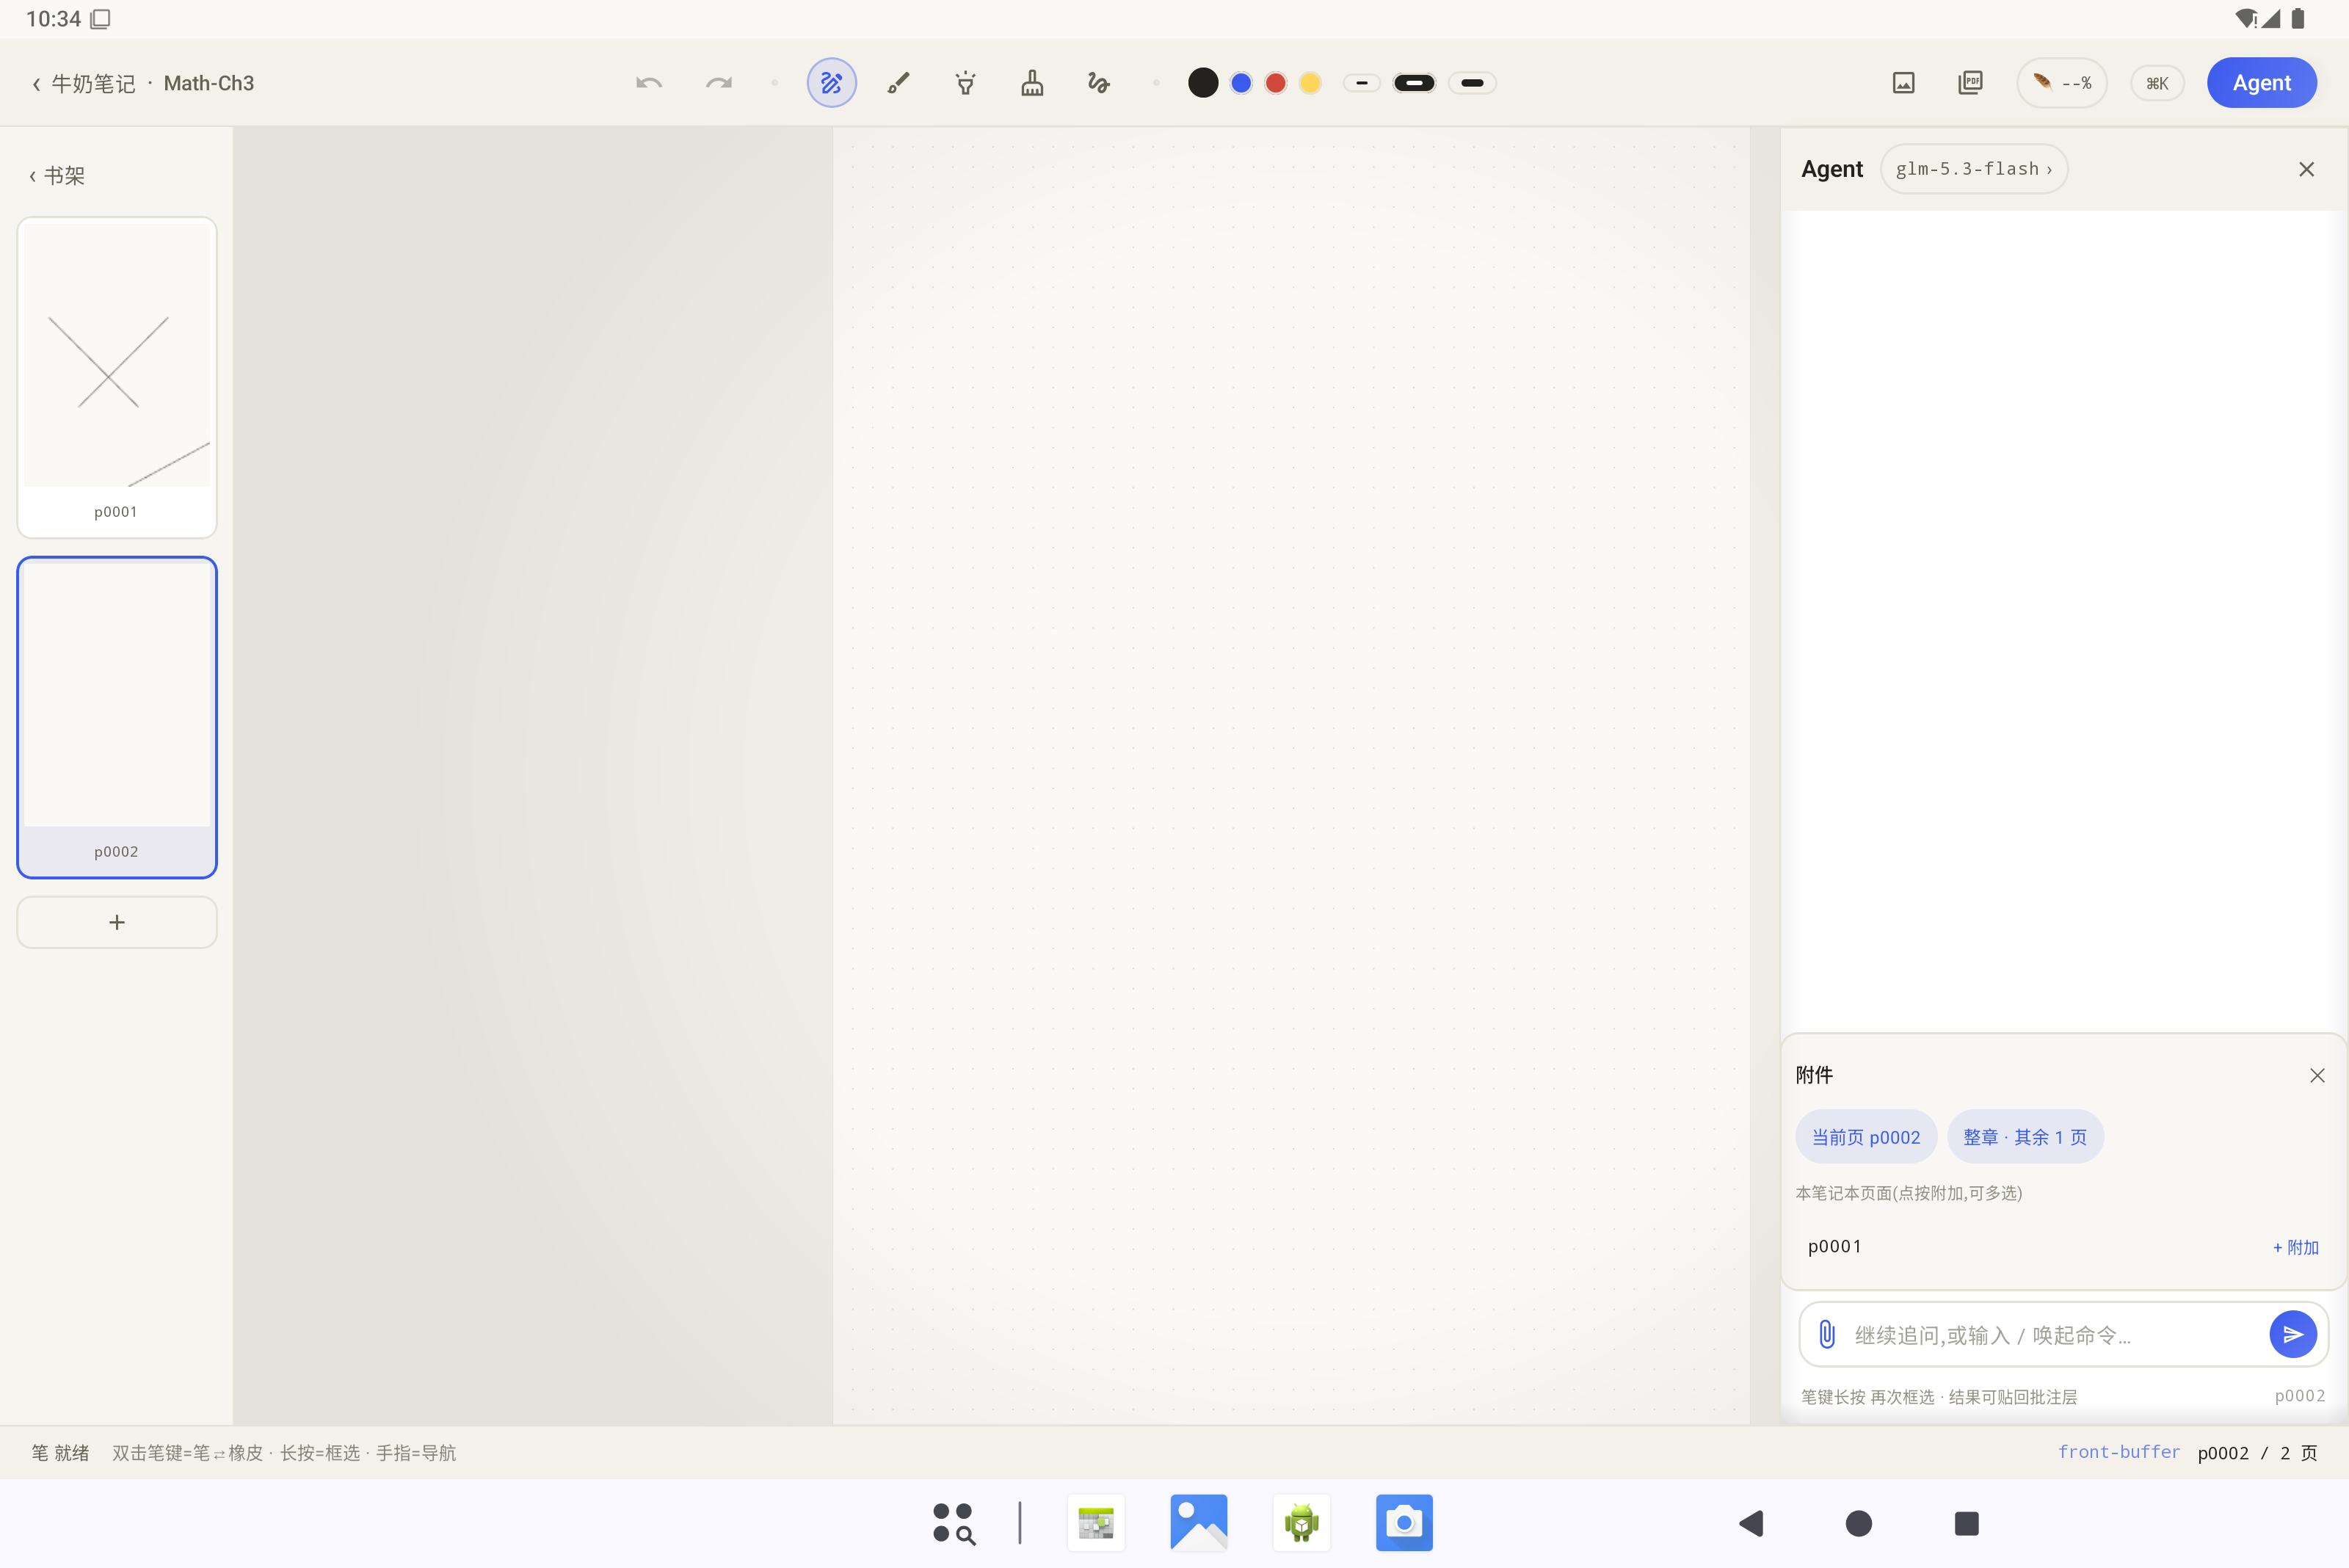 10:34
‹ 牛奶笔记 · Math-Ch3
PDF
--%
⌘K
Agent
‹ 书架
p0001
p0002
+
Agent
glm-5.3-flash ›
附件
当前页 p0002
整章 · 其余 1 页
本笔记本页面(点按附加,可多选)
p0001
+ 附加
继续追问,或输入 / 唤起命令…
笔键长按 再次框选 · 结果可贴回批注层
p0002
笔 就绪
双击笔键=笔⇄橡皮 · 长按=框选 · 手指=导航
front-buffer
p0002 / 2 页